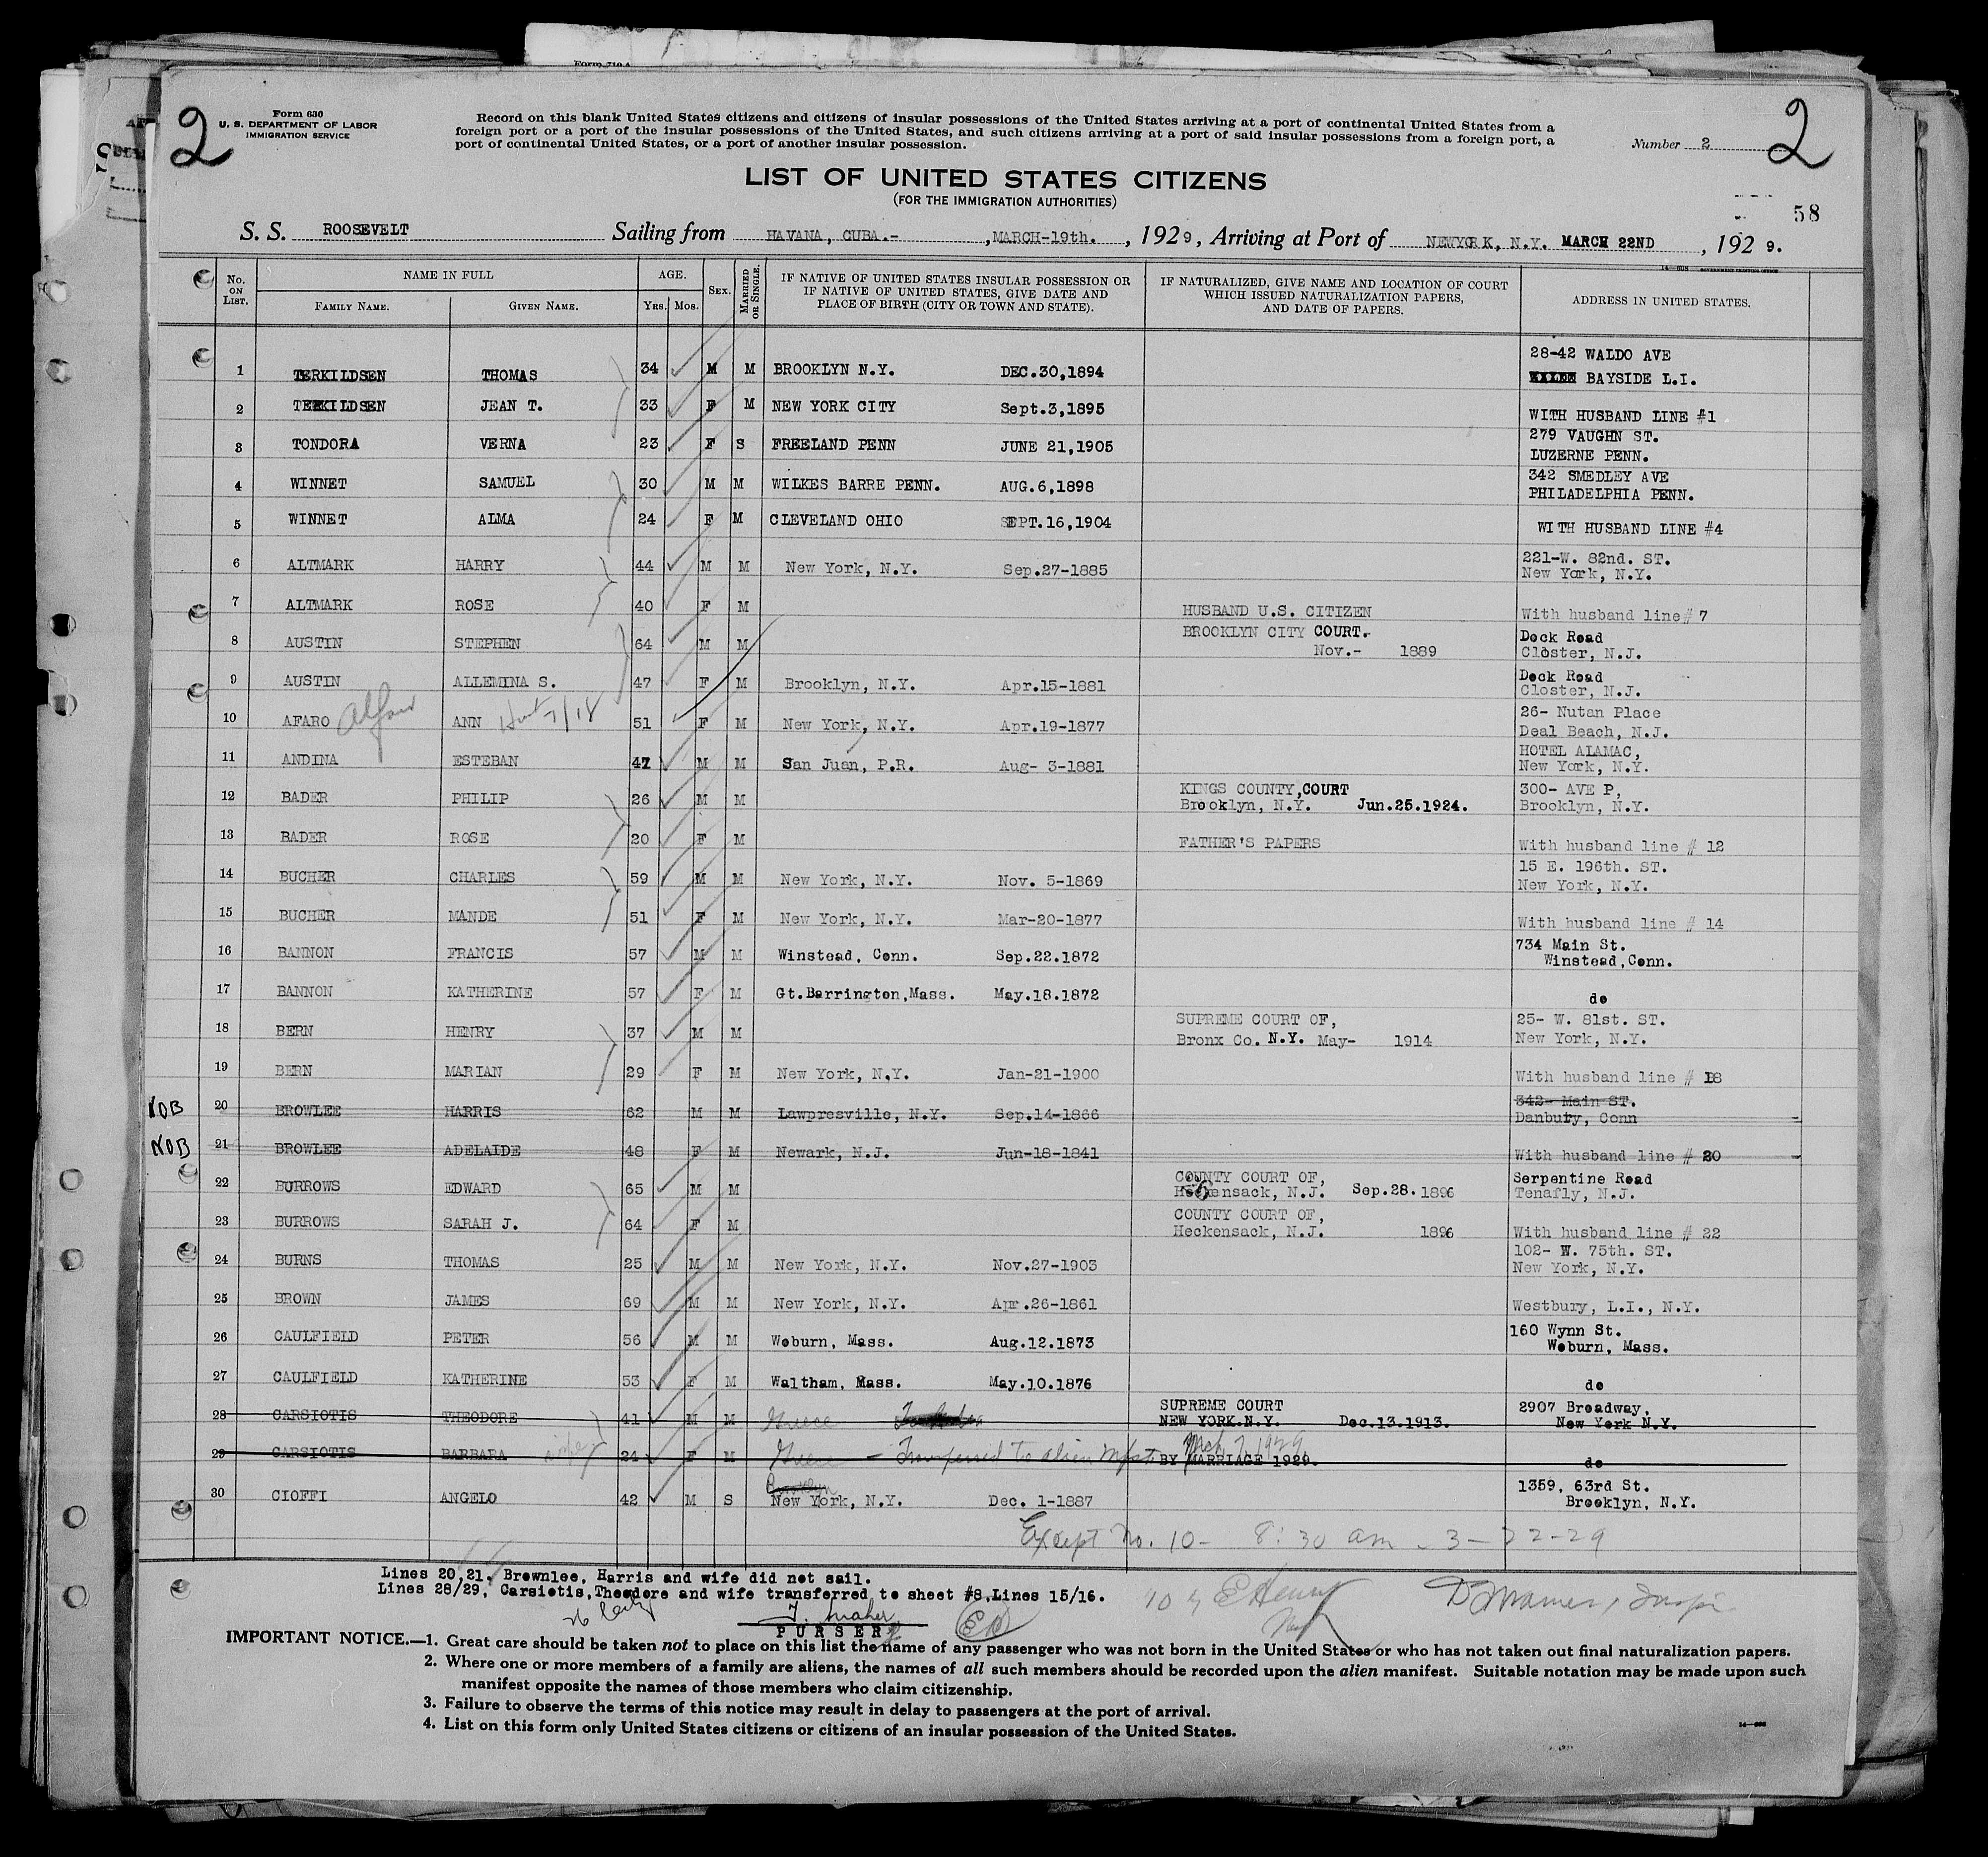 Form 630
U. S. DEPARTMENT OF LABOR
IMMIGRATION SERVICE
2
Record on this blank United States citizens and citizens of insular possessions of the United States arriving at a port of continental United States from a
foreign port or a port of the insular possessions of the United States, and such citizens arriving at a port of said insular possessions from a foreign port, a
port of continental United States, or a port of another insular possession.
Number 2
2
LIST OF UNITED STATES CITIZENS
(FOR THE IMMIGRATION AUTHORITIES)
58
S. S. ROOSEVELT Sailing from HAVANA, CUBA.- ,MARCH-19th. , 1929, Arriving at Port of NEWYORK, N.Y. MARCH 22ND , 1929.
No. ON LIST. NAME IN FULL FAMILY NAME. GIVEN NAME. AGE. Yrs. Mos. SEX. MARRIED OR SINGLE. IF NATIVE OF UNITED STATES INSULAR POSSESSION OR IF NATIVE OF UNITED STATES, GIVE DATE AND PLACE OF BIRTH (CITY OR TOWN AND STATE). IF NATURALIZED, GIVE NAME AND LOCATION OF COURT WHICH ISSUED NATURALIZATION PAPERS, AND DATE OF PAPERS. ADDRESS IN UNITED STATES.
1 TERKILDSEN THOMAS 34 M M BROOKLYN N.Y. DEC.30,1894 28-42 WALDO AVE
BAYSIDE L.I.
2 TERKILDSEN JEAN T. 33 F M NEW YORK CITY Sept.3,1895 WITH HUSBAND LINE #1
3 TONDORA VERNA 23 F S FREELAND PENN JUNE 21,1905 279 VAUGHN ST.
LUZERNE PENN.
4 WINNET SAMUEL 30 M M WILKES BARRE PENN. AUG.6,1898 342 SMEDLEY AVE
PHILADELPHIA PENN.
5 WINNET ALMA 24 F M CLEVELAND OHIO SEPT.16,1904 WITH HUSBAND LINE #4
6 ALTMARK HARRY 44 M M New York, N.Y. Sep.27-1885 221-W. 82nd. ST.
New York, N.Y.
7 ALTMARK ROSE 40 F M HUSBAND U.S. CITIZEN With husband line# 7
8 AUSTIN STEPHEN 64 M M BROOKLYN CITY COURT.- Dock Road
Nov.- 1889 Closter, N.J.
9 AUSTIN ALLEMINA S. 47 F M Brooklyn, N.Y. Apr.15-1881 Dock Road
Closter, N.J.
10 AFARO ANN 51 F M New York, N.Y. Apr.19-1877 26- Nutan Place
Deal Beach, N.J.
11 ANDINA ESTEBAN 47 M M San Juan, P.R. Aug- 3-1881 HOTEL ALAMAC,
New York, N.Y.
12 BADER PHILIP 26 M M KINGS COUNTY,COURT 300- AVE P,
Brooklyn, N.Y. Jun.25.1924. Brooklyn, N.Y.
13 BADER ROSE 20 F M FATHER'S PAPERS With husband line # 12
14 BUCHER CHARLES 59 M M New York, N.Y. Nov. 5-1869 15 E. 196th. ST.
New York, N.Y.
15 BUCHER MANDE 51 F M New York, N.Y. Mar-20-1877 With husband line # 14
16 BANNON FRANCIS 57 M M Winstead, Conn. Sep.22.1872 734 Main St.
Winstead,Conn.
17 BANNON KATHERINE 57 F M Gt.Barrington,Mass. May.18.1872 do
18 BERN HENRY 37 M M SUPREME COURT OF, 25- W. 81st. ST.
Bronx Co. N.Y. May- 1914 New York, N.Y.
19 BERN MARIAN 29 F M New York, N.Y. Jan-21-1900 With husband line # 18
NOB 20 BROWLEE HARRIS 62 M M Lawpresville, N.Y. Sep.14-1866 342- Main ST.
Danbury, Conn
NOB 21 BROWLEE ADELAIDE 48 F M Newark, N.J. Jun-18-1841 With husband line # 20
22 BURROWS EDWARD 65 M M COUNTY COURT OF, Serpentine Road
Heckensack, N.J. Sep.28.1896 Tenafly, N.J.
23 BURROWS SARAH J. 64 F M COUNTY COURT OF,
Heckensack, N.J. 1896 With husband line # 22
24 BURNS THOMAS 25 M M New York, N.Y. Nov.27-1903 102- W. 75th. ST.
New York, N.Y.
25 BROWN JAMES 69 M M New York, N.Y. Apr.26-1861 Westbury, L.I., N.Y.
26 CAULFIELD PETER 56 M M Woburn, Mass. Aug.12.1873 160 Wynn St.
Woburn, Mass.
27 CAULFIELD KATHERINE 53 F M Waltham, Mass. May.10.1876 do
28 CARSIOTIS THEODORE 41 M M Greece SUPREME COURT 2907 Broadway,
NEW YORK.N.Y. Dec.13.1913. New York N.Y.
29 CARSIOTIS BARBARA wife 24 F M Greece - Transferred to alien Mfst BY MARRIAGE 1929. do
30 CIOFFI ANGELO 42 M S New York, N.Y. Dec. 1-1887 1359, 63rd St.
Brooklyn, N.Y.
Except No. 10- 8:30 am - 3-22-29
Lines 20,21, Brownlee, Harris and wife did not sail.
Lines 28/29, Carsiotis,Theodore and wife transferred to sheet #8,Lines 15/16.
PURSER
IMPORTANT NOTICE.—1. Great care should be taken not to place on this list the name of any passenger who was not born in the United States or who has not taken out final naturalization papers.
2. Where one or more members of a family are aliens, the names of all such members should be recorded upon the alien manifest. Suitable notation may be made upon such
manifest opposite the names of those members who claim citizenship.
3. Failure to observe the terms of this notice may result in delay to passengers at the port of arrival.
4. List on this form only United States citizens or citizens of an insular possession of the United States.